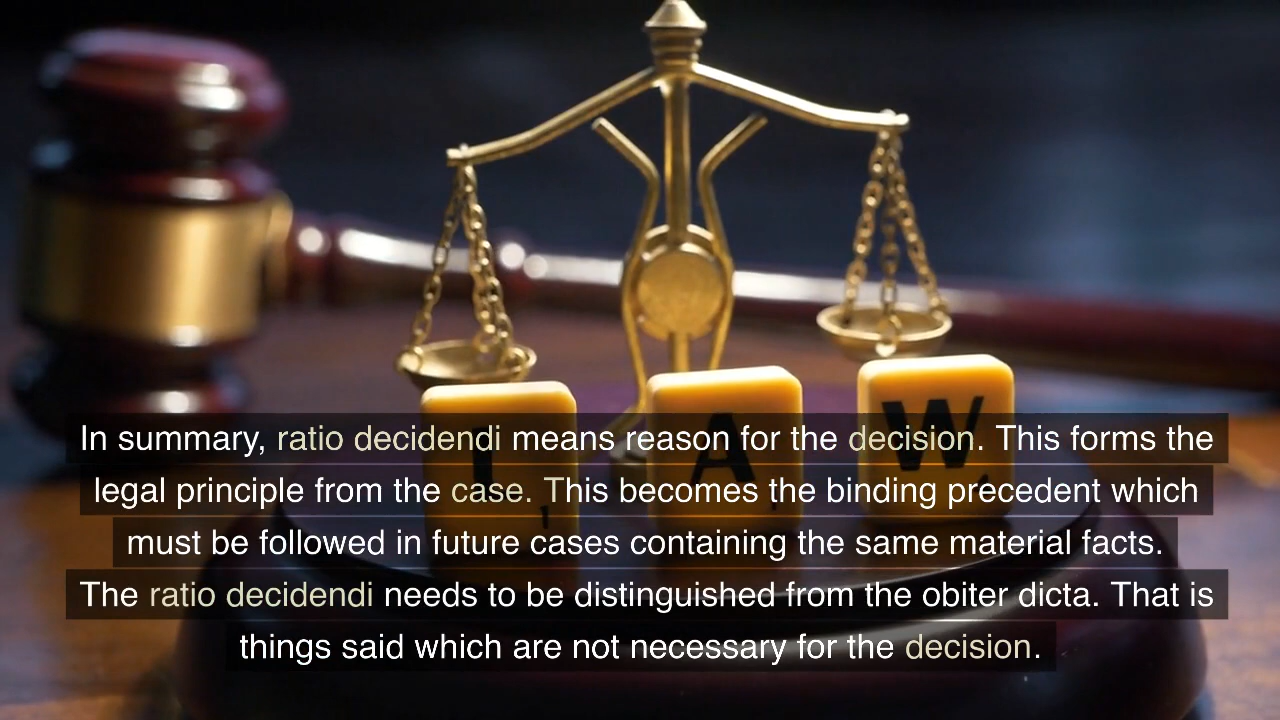 L A W
In summary, ratio decidendi means reason for the decision. This forms the
legal principle from the case. This becomes the binding precedent which
must be followed in future cases containing the same material facts.
The ratio decidendi needs to be distinguished from the obiter dicta. That is
things said which are not necessary for the decision.